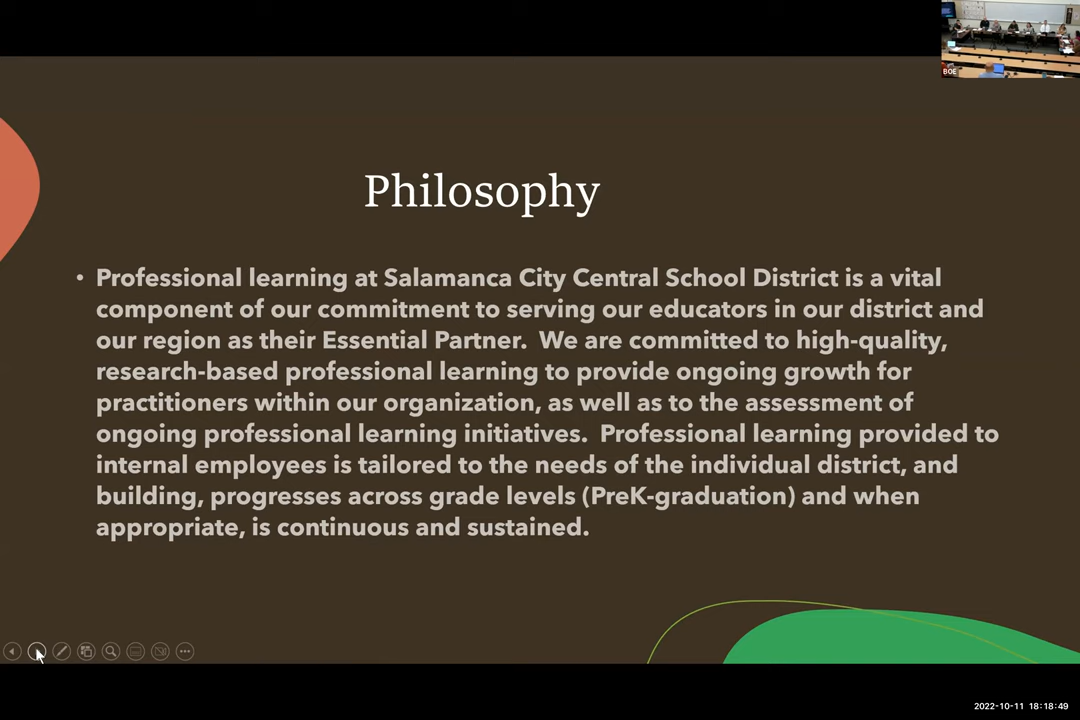 BOE
Philosophy
• Professional learning at Salamanca City Central School District is a vital
component of our commitment to serving our educators in our district and
our region as their Essential Partner.  We are committed to high-quality,
research-based professional learning to provide ongoing growth for
practitioners within our organization, as well as to the assessment of
ongoing professional learning initiatives.  Professional learning provided to
internal employees is tailored to the needs of the individual district, and
building, progresses across grade levels (PreK-graduation) and when
appropriate, is continuous and sustained.
2022-10-11 18:18:49